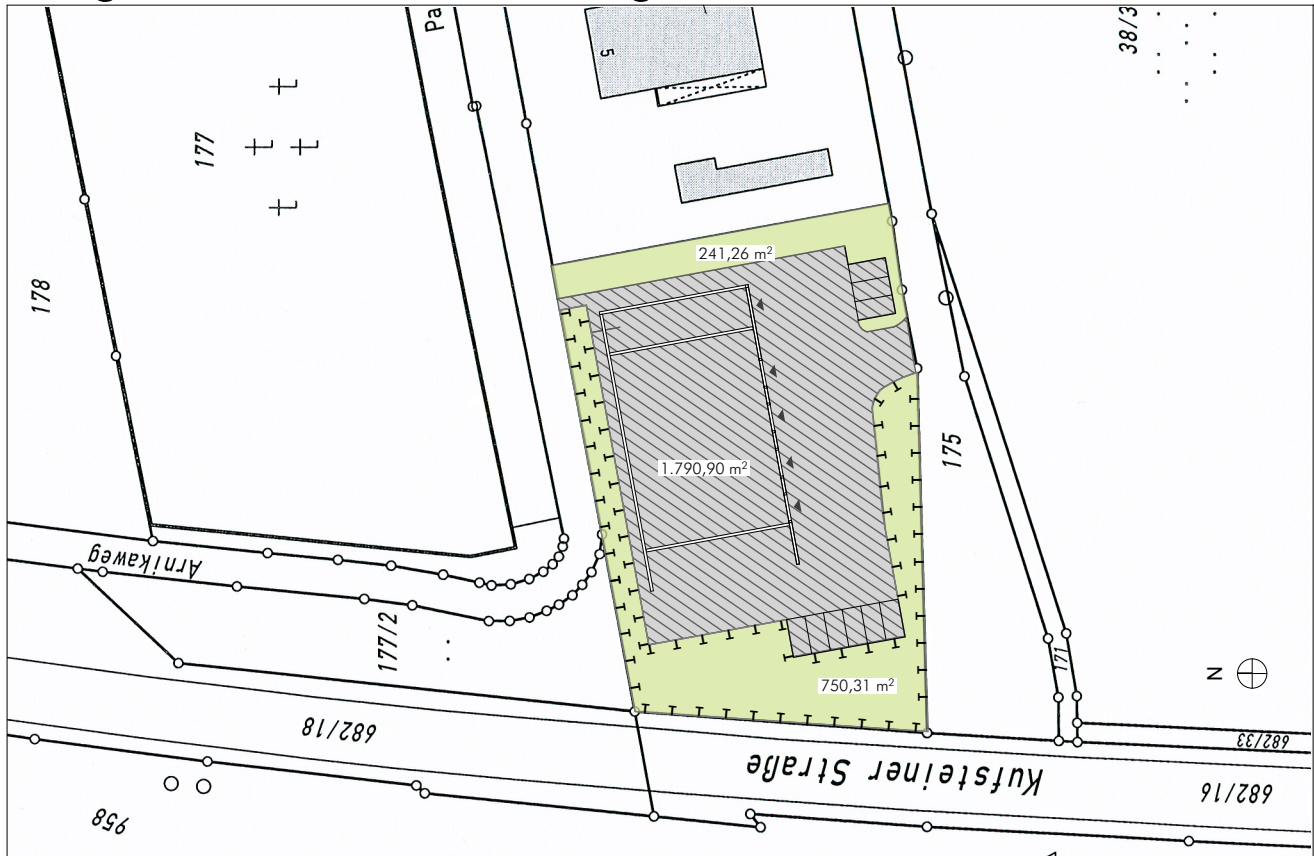 Pa
38/3
5
177
178
241,26 m²
175
1.790,90 m²
Arnikaweg
177/2
171
N
750,31 m²
682/18
682/33
Kufsteiner Straße
682/16
958